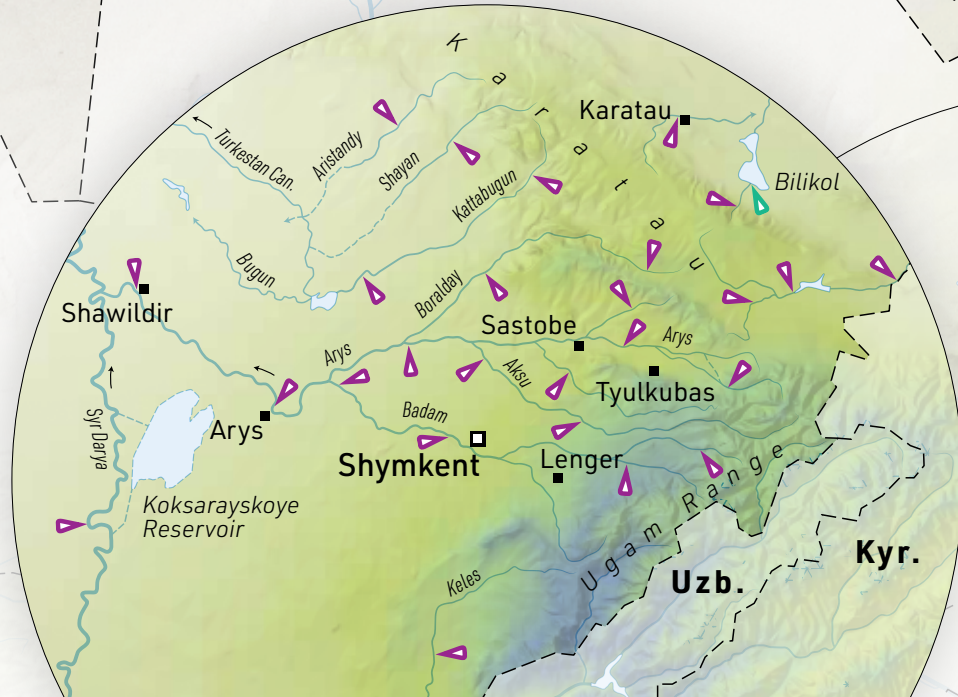 Karatau
Karatau
Turkestan Can.
Aristandy
Shayan
Kattabugun
Bilikol
Bugun
Boralday
Shawildir
Sastobe
Arys
Arys
Aksu
Tyulkubas
Syr Darya
Arys
Badam
Shymkent
Lenger
Koksarayskoye
Reservoir
Ugam Range
Keles
Uzb.
Kyr.